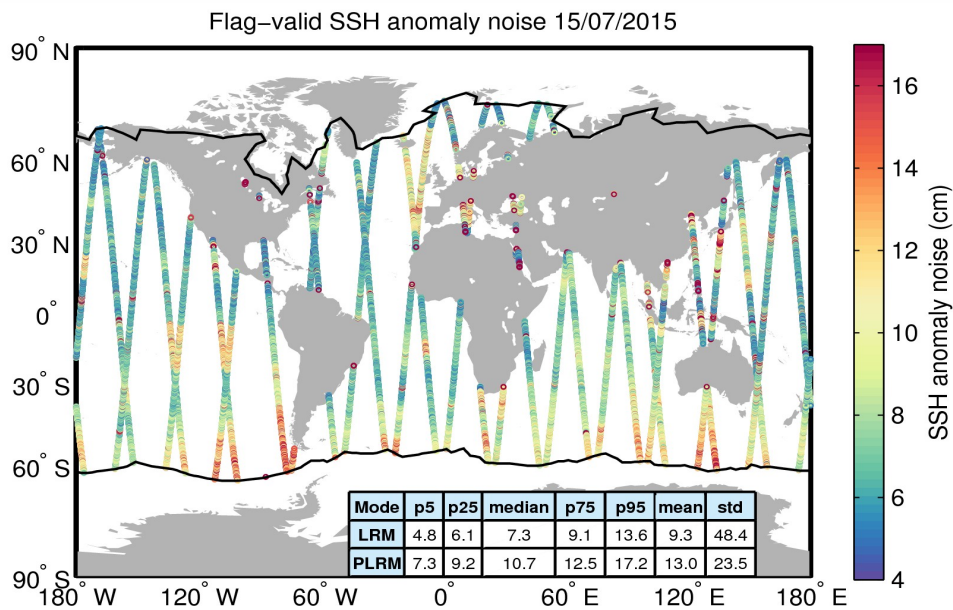 Flag−valid SSH anomaly noise 15/07/2015
90° N
60° N
30° N
0°
30° S
60° S
90° S
180° W
120° W
60° W
0°
60° E
120° E
180° E
Mode p5 p25 median p75 p95 mean std
LRM 4.8 6.1 7.3 9.1 13.6 9.3 48.4
PLRM 7.3 9.2 10.7 12.5 17.2 13.0 23.5
16
14
12
10
8
6
4
SSH anomaly noise (cm)